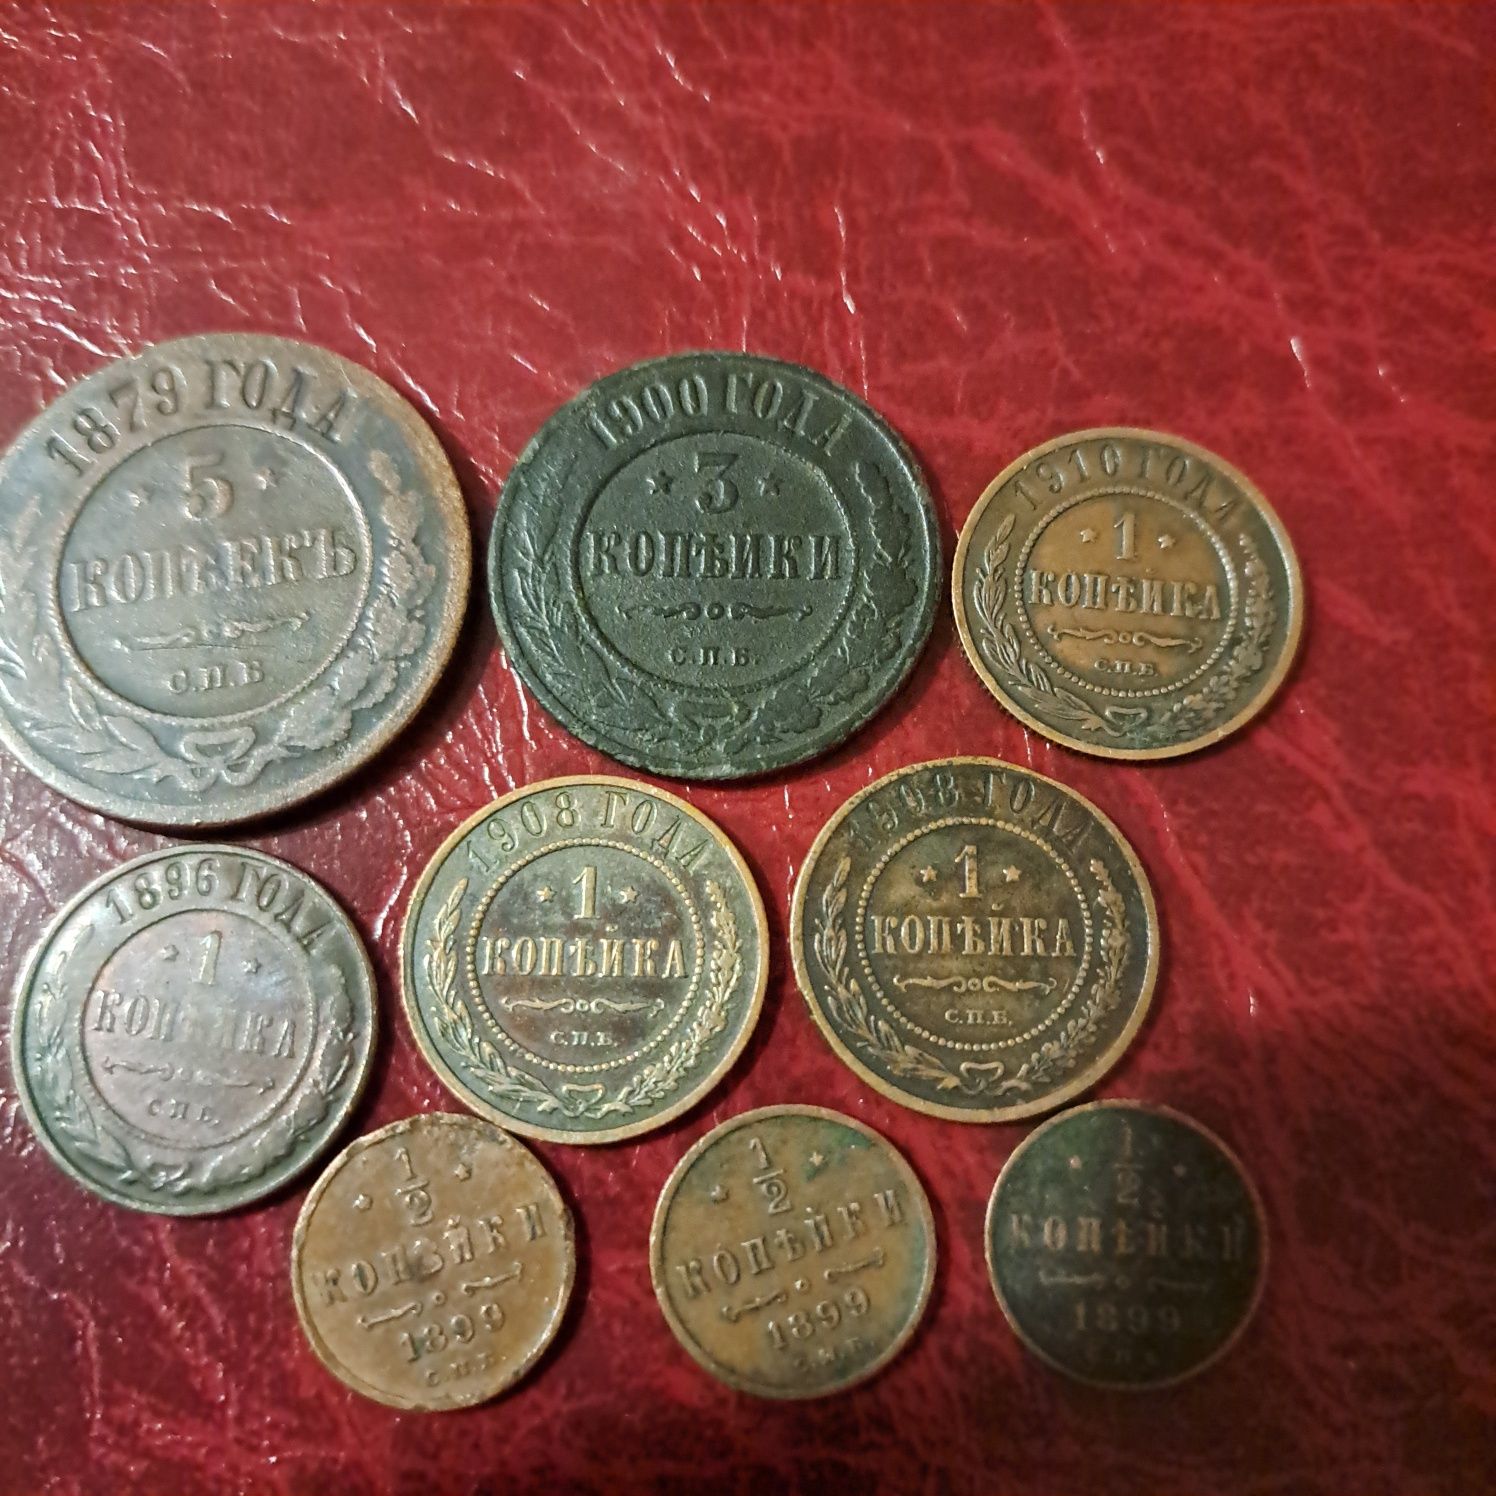 1879 ГОДА
5
КОПѢЕКЪ
С.П.Б.
1900 ГОДА
3
КОПѢЙКИ
С.П.Б.
1910 ГОДА
1
КОПѢЙКА
С.П.Б.
1896 ГОДА
1
КОПѢЙКА
С.П.Б.
1908 ГОДА
1
КОПѢЙКА
С.П.Б.
1908 ГОДА
1
КОПѢЙКА
С.П.Б.
1/2
КОПѢЙКИ
1899
С.П.Б.
1/2
КОПѢЙКИ
1899
С.П.Б.
1/2
КОПѢЙКИ
1899